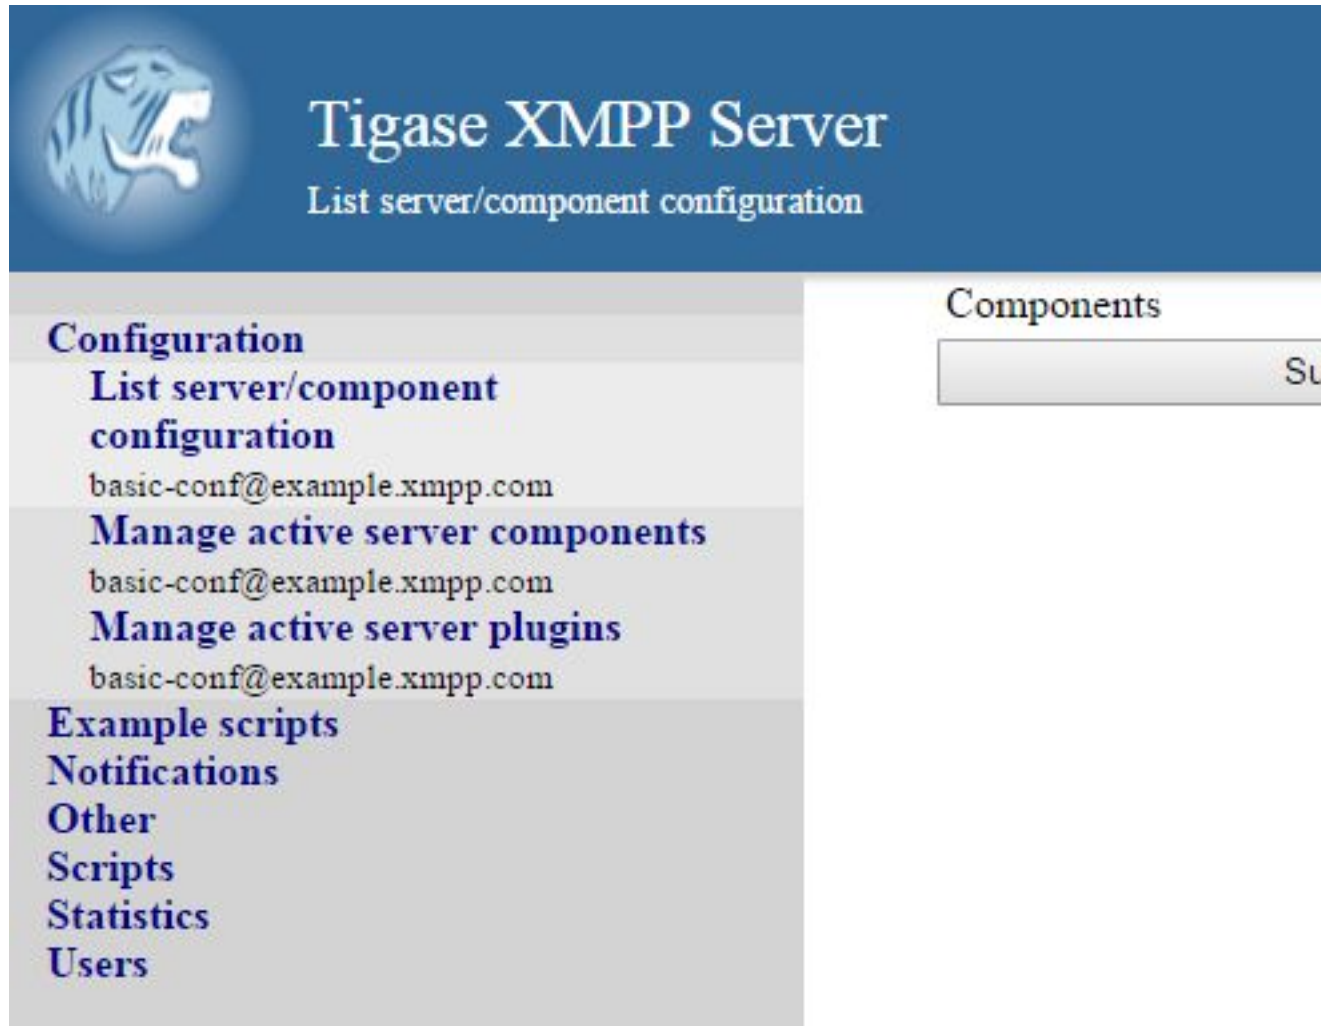 Tigase XMPP Server
List server/component configuration
Configuration
List server/component
configuration
basic-conf@example.xmpp.com
Manage active server components
basic-conf@example.xmpp.com
Manage active server plugins
basic-conf@example.xmpp.com
Example scripts
Notifications
Other
Scripts
Statistics
Users
Components